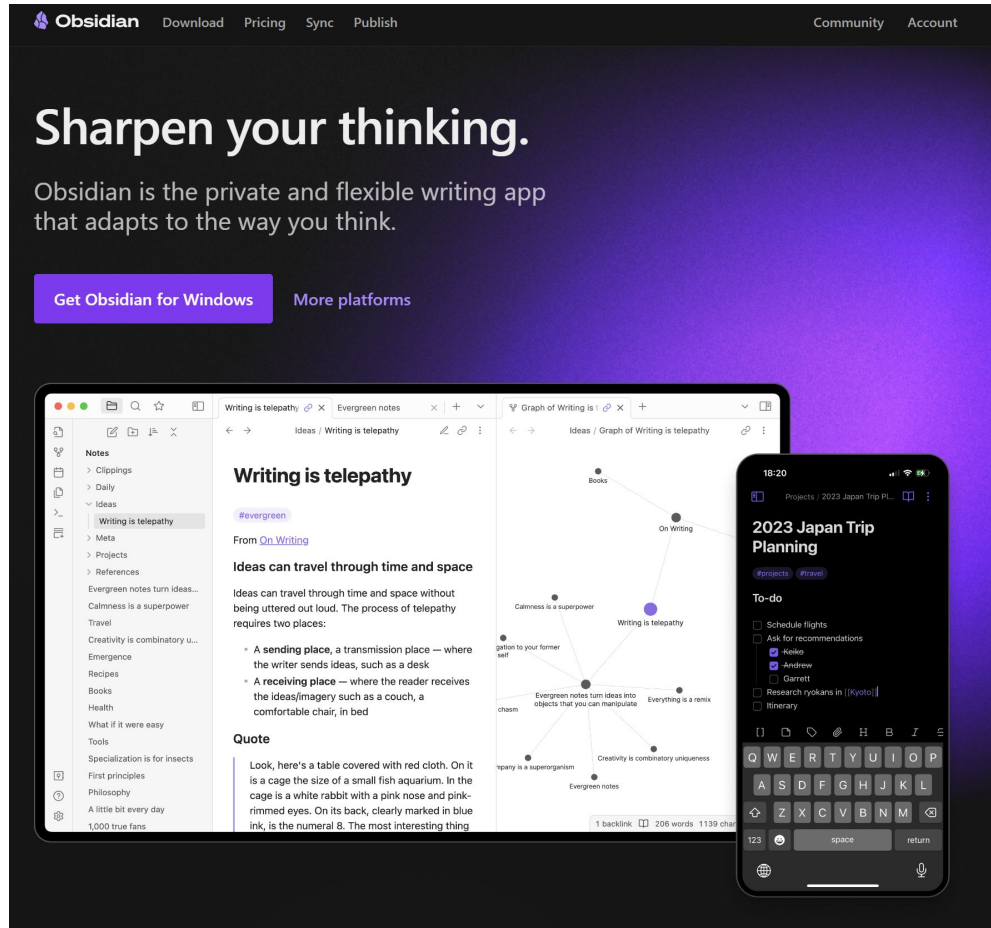 Obsidian Download Pricing Sync Publish Community Account
Sharpen your thinking.
Obsidian is the private and flexible writing app
that adapts to the way you think.
Get Obsidian for Windows More platforms
Notes
Clippings
Daily
Ideas
Writing is telepathy
Meta
Projects
References
Evergreen notes turn ideas...
Calmness is a superpower
Travel
Creativity is combinatory u...
Emergence
Recipes
Books
Health
What if it were easy
Tools
Specialization is for insects
First principles
Philosophy
A little bit every day
1,000 true fans
Writing is telepathy Evergreen notes
Ideas / Writing is telepathy
Writing is telepathy
#evergreen
From On Writing
Ideas can travel through time and space
Ideas can travel through time and space without
being uttered out loud. The process of telepathy
requires two places:
A sending place, a transmission place — where
the writer sends ideas, such as a desk
A receiving place — where the reader receives
the ideas/imagery such as a couch, a
comfortable chair, in bed
Quote
Look, here's a table covered with red cloth. On it
is a cage the size of a small fish aquarium. In the
cage is a white rabbit with a pink nose and pink-
rimmed eyes. On its back, clearly marked in blue
ink, is the numeral 8. The most interesting thing
Graph of Writing is t
Ideas / Graph of Writing is telepathy
Books
On Writing
Calmness is a superpower
Writing is telepathy
gation to your former
self
Evergreen notes turn ideas into
objects that you can manipulate
Everything is a remix
chasm
Creativity is combinatory uniqueness
mpany is a superorganism
Evergreen notes
1 backlink 206 words 1139 char
18:20
Projects / 2023 Japan Trip Pl...
2023 Japan Trip
Planning
#projects #travel
To-do
Schedule flights
Ask for recommendations
Keiko
Andrew
Garrett
Research ryokans in [[Kyoto]]
Itinerary
[] H B I S
Q W E R T Y U I O P
A S D F G H J K L
Z X C V B N M
123 space return